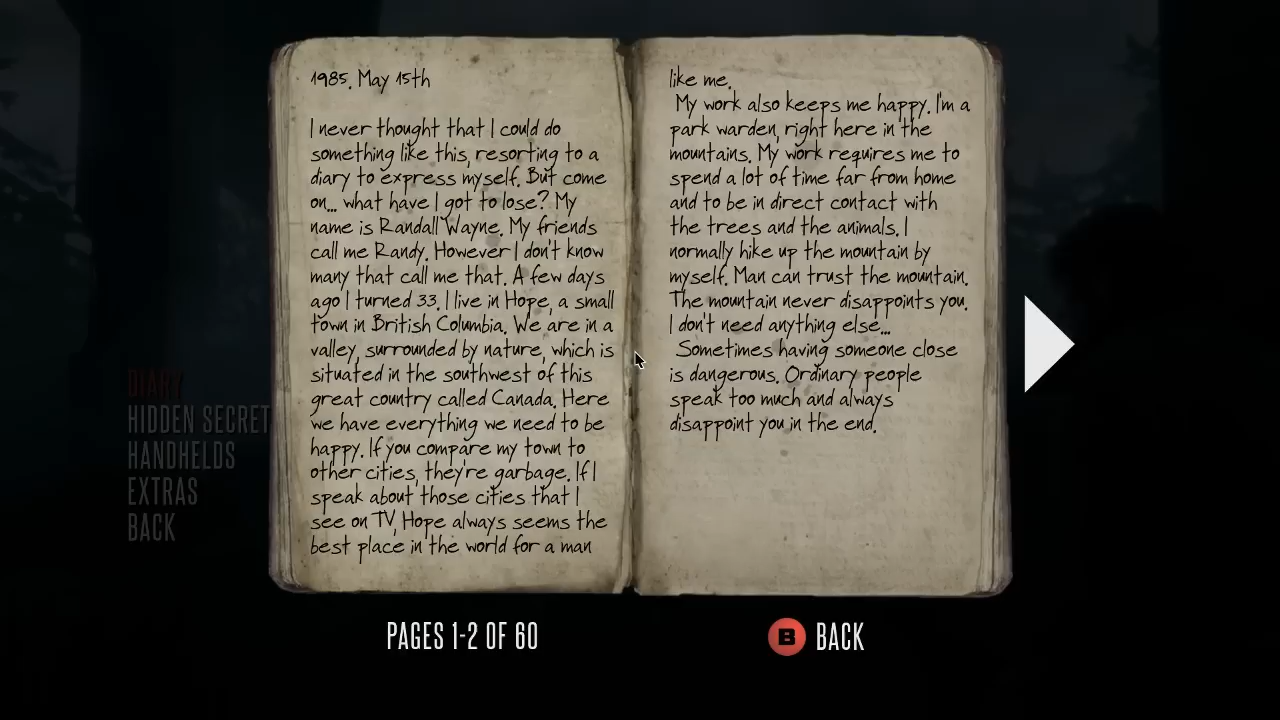 1985. May 15th
I never thought that I could do
something like this, resorting to a
diary to express myself. But come
on... what have I got to lose? My
name is Randall Wayne. My friends
call me Randy. However I don't know
many that call me that. A few days
ago I turned 33. I live in Hope, a small
town in British Columbia. We are in a
valley, surrounded by nature, which is
situated in the southwest of this
great country called Canada. Here
we have everything we need to be
happy. If you compare my town to
other cities, they're garbage. If I
speak about those cities that I
see on TV, Hope always seems the
best place in the world for a man
like me.
My work also keeps me happy. I'm a
park warden, right here in the
mountains. My work requires me to
spend a lot of time far from home
and to be in direct contact with
the trees and the animals. I
normally hike up the mountain by
myself. Man can trust the mountain.
The mountain never disappoints you.
I don't need anything else...
Sometimes having someone close
is dangerous. Ordinary people
speak too much and always
disappoint you in the end.
DIARY
HIDDEN SECRET
HANDHELDS
EXTRAS
BACK
PAGES 1-2 OF 60
B BACK